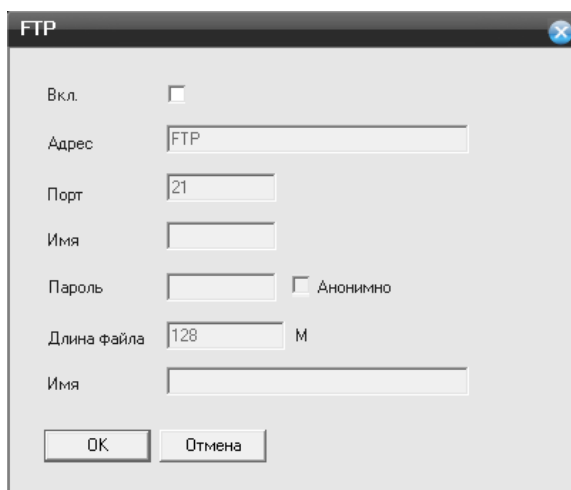 FTP
Вкл.
Адрес FTP
Порт 21
Имя
Пароль Анонимно
Длина файла 128 M
Имя
OK Отмена